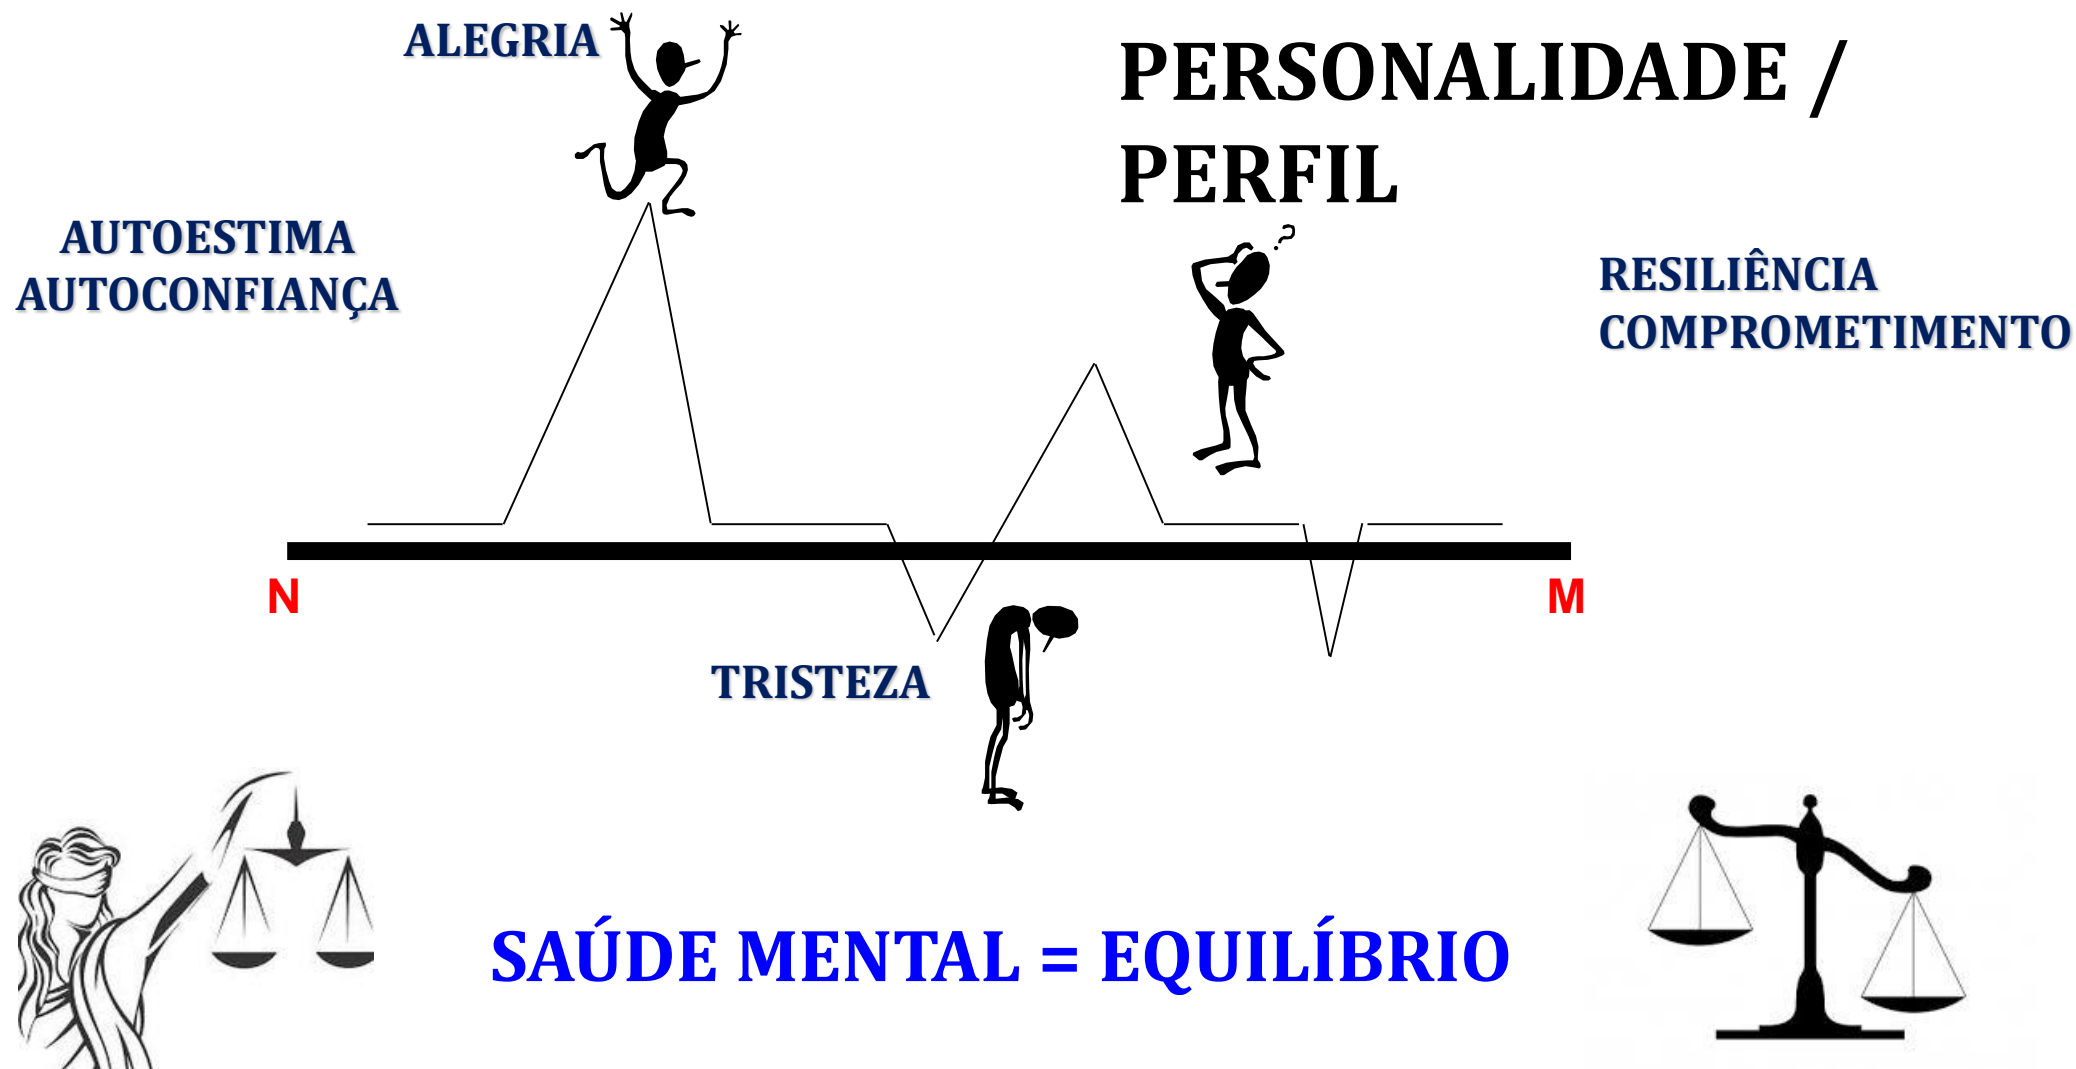 ALEGRIA
PERSONALIDADE /
PERFIL
AUTOESTIMA
AUTOCONFIANÇA
?
RESILIÊNCIA
COMPROMETIMENTO
N
M
TRISTEZA
SAÚDE MENTAL = EQUILÍBRIO